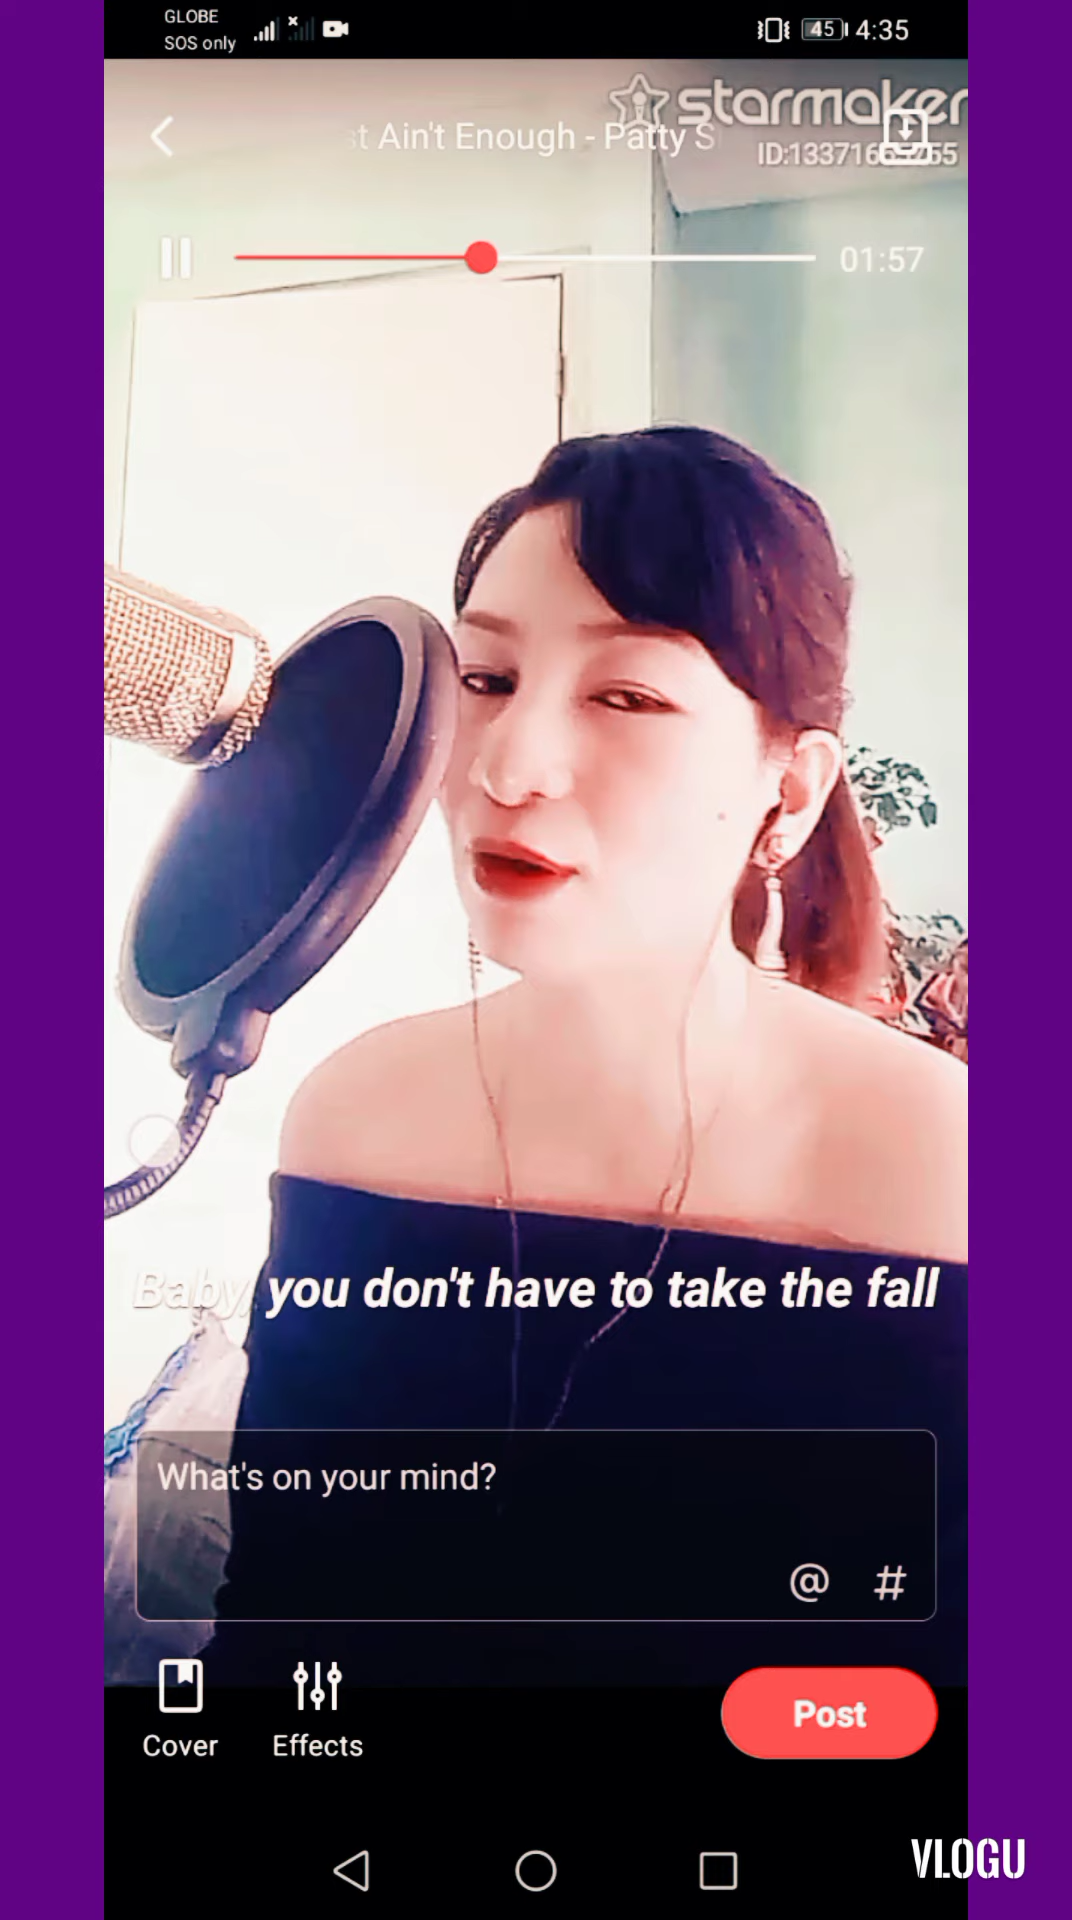 GLOBE
SOS only
45 4:35
starmaker
st Ain't Enough - Patty S
01:57
Baby, you don't have to take the fall
What's on your mind?
@ #
Cover Effects
Post
VLOGU